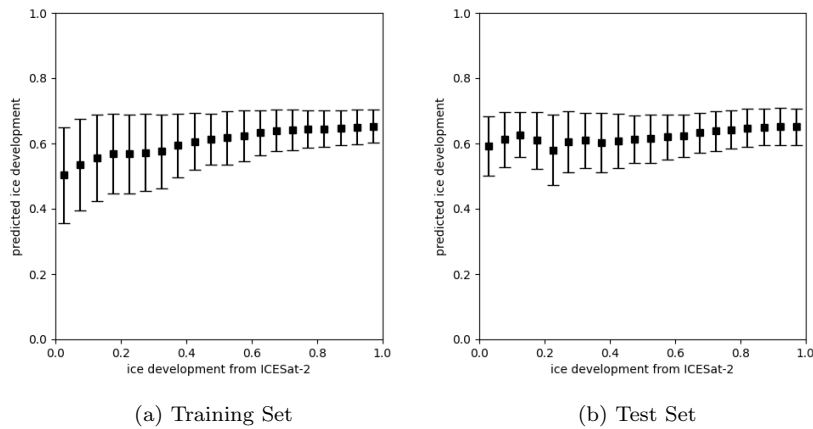 1.0
0.8
0.6
0.4
0.2
0.0
predicted ice development
0.0 0.2 0.4 0.6 0.8 1.0
ice development from ICESat-2
(a) Training Set
1.0
0.8
0.6
0.4
0.2
0.0
predicted ice development
0.0 0.2 0.4 0.6 0.8 1.0
ice development from ICESat-2
(b) Test Set